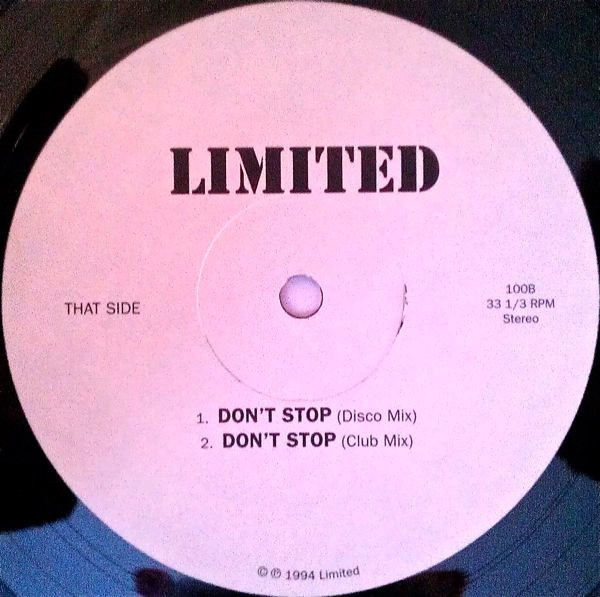 LIMITED
THAT SIDE
100B
33 1/3 RPM
Stereo
1. DON'T STOP (Disco Mix)
2. DON'T STOP (Club Mix)
© ℗ 1994 Limited